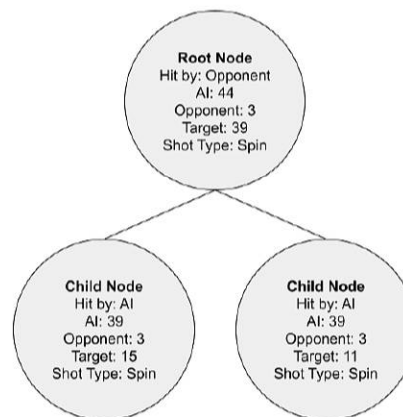 Root Node
Hit by: Opponent
AI: 44
Opponent: 3
Target: 39
Shot Type: Spin
Child Node
Hit by: AI
AI: 39
Opponent: 3
Target: 15
Shot Type: Spin
Child Node
Hit by: AI
AI: 39
Opponent: 3
Target: 11
Shot Type: Spin